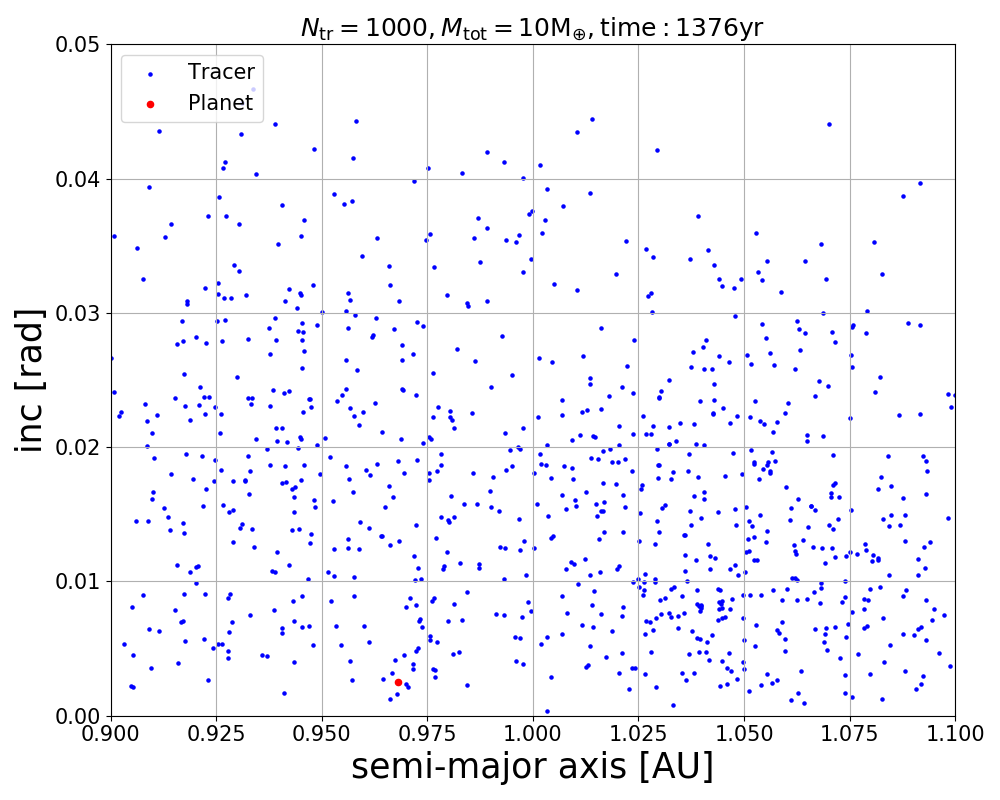 N_tr = 1000, M_tot = 10M_⊕, time : 1376yr
0.05
Tracer
Planet
0.04
0.03
0.02
0.01
0.00
inc [rad]
0.900 0.925 0.950 0.975 1.000 1.025 1.050 1.075 1.100
semi-major axis [AU]